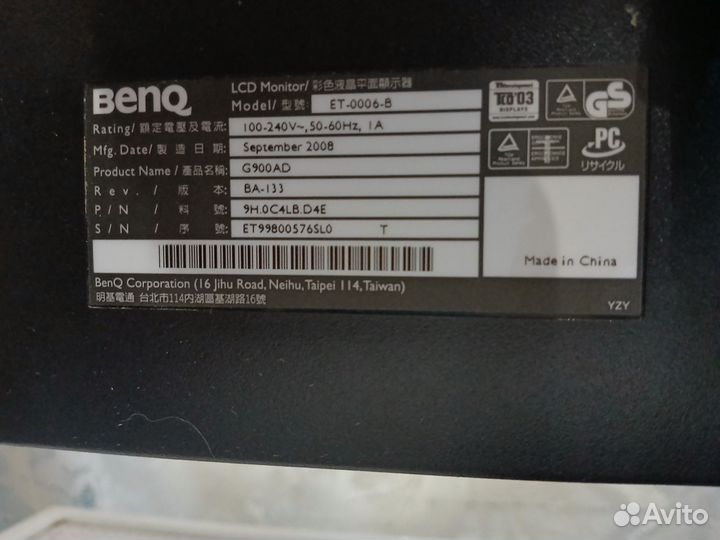 BenQ
LCD Monitor/ 彩色液晶平面顯示器
Model/ 型號: ET-0006-B
Rating/ 額定電壓及電流: 100-240V~, 50-60Hz, 1A
Mfg. Date/ 製造日期: September 2008
Product Name/ 產品名稱: G900AD
Rev./ 版本: BA-133
P/N/ 料號: 9H.0C4LB.D4E
S/N/ 序號: ET99800576SL0 T
BenQ Corporation (16 Jihu Road, Neihu, Taipei 114, Taiwan)
明基電通 台北市114內湖區基湖路16號
TCO'03
DISPLAYS
GS
PC
リサイクル
Made in China
YZY
Avito